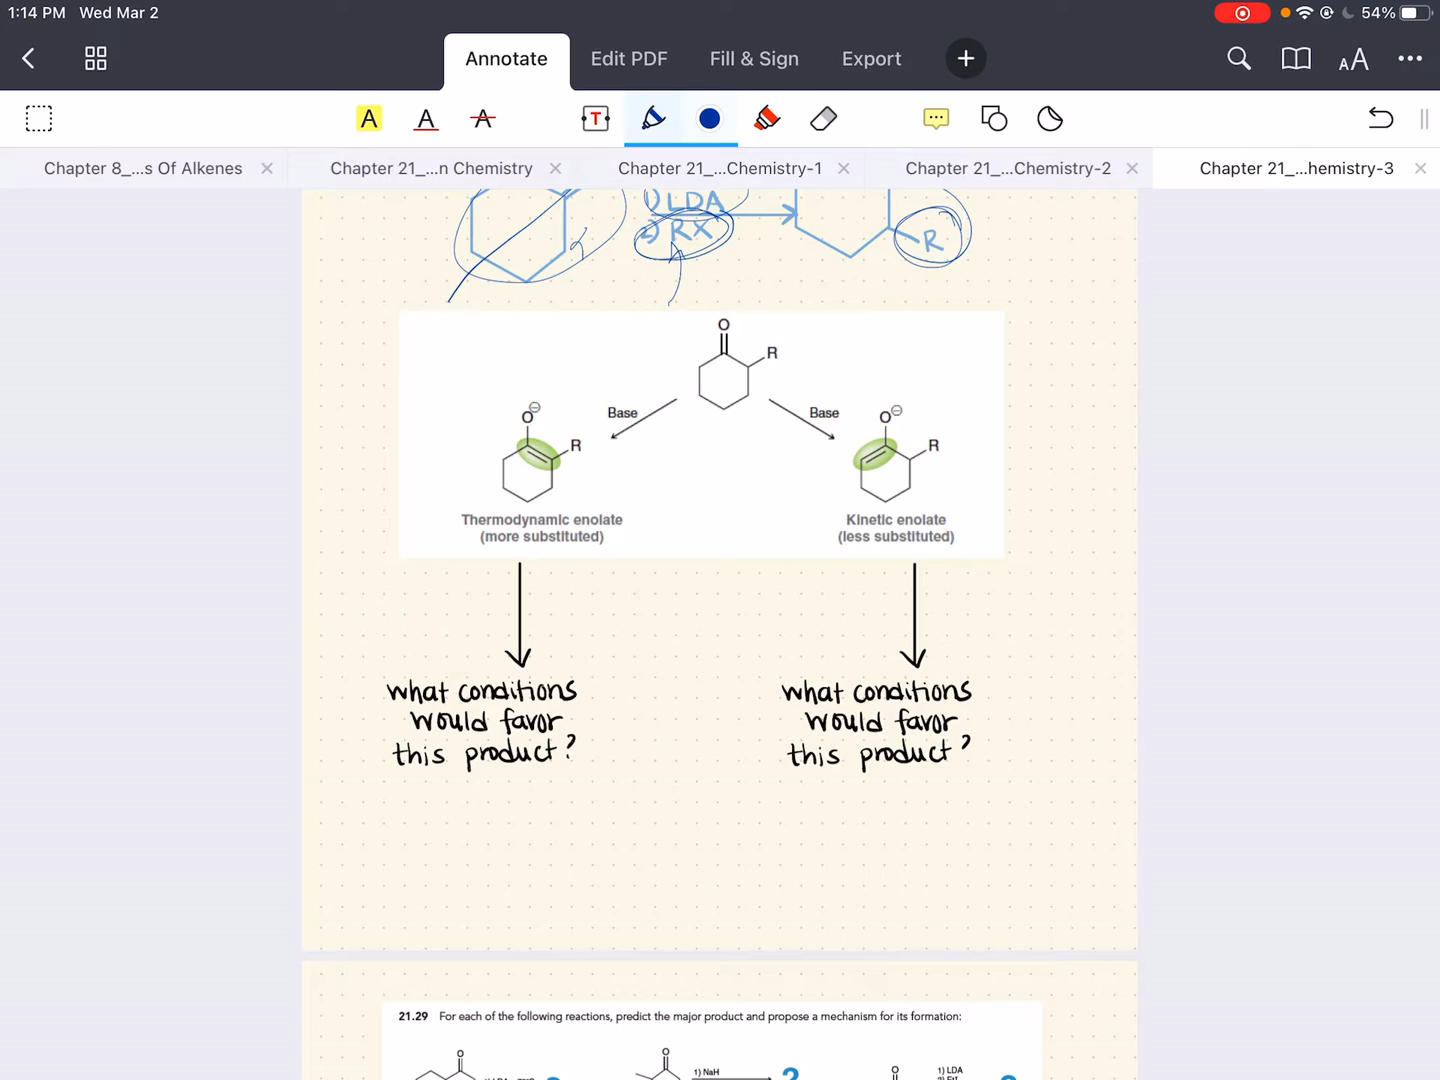 1:14 PM Wed Mar 2
54%
Annotate
Edit PDF
Fill & Sign
Export
AA
A
A
A
T
Chapter 8_...s Of Alkenes
Chapter 21_...n Chemistry
Chapter 21_...Chemistry-1
Chapter 21_...Chemistry-2
Chapter 21_...hemistry-3
1) LDA
2) RX
R
O
R
Base
Base
O⊖
R
O⊖
R
Thermodynamic enolate
(more substituted)
Kinetic enolate
(less substituted)
what conditions
would favor
this product?
what conditions
would favor
this product?
21.29 For each of the following reactions, predict the major product and propose a mechanism for its formation:
O
O
1) NaH
?
O
1) LDA